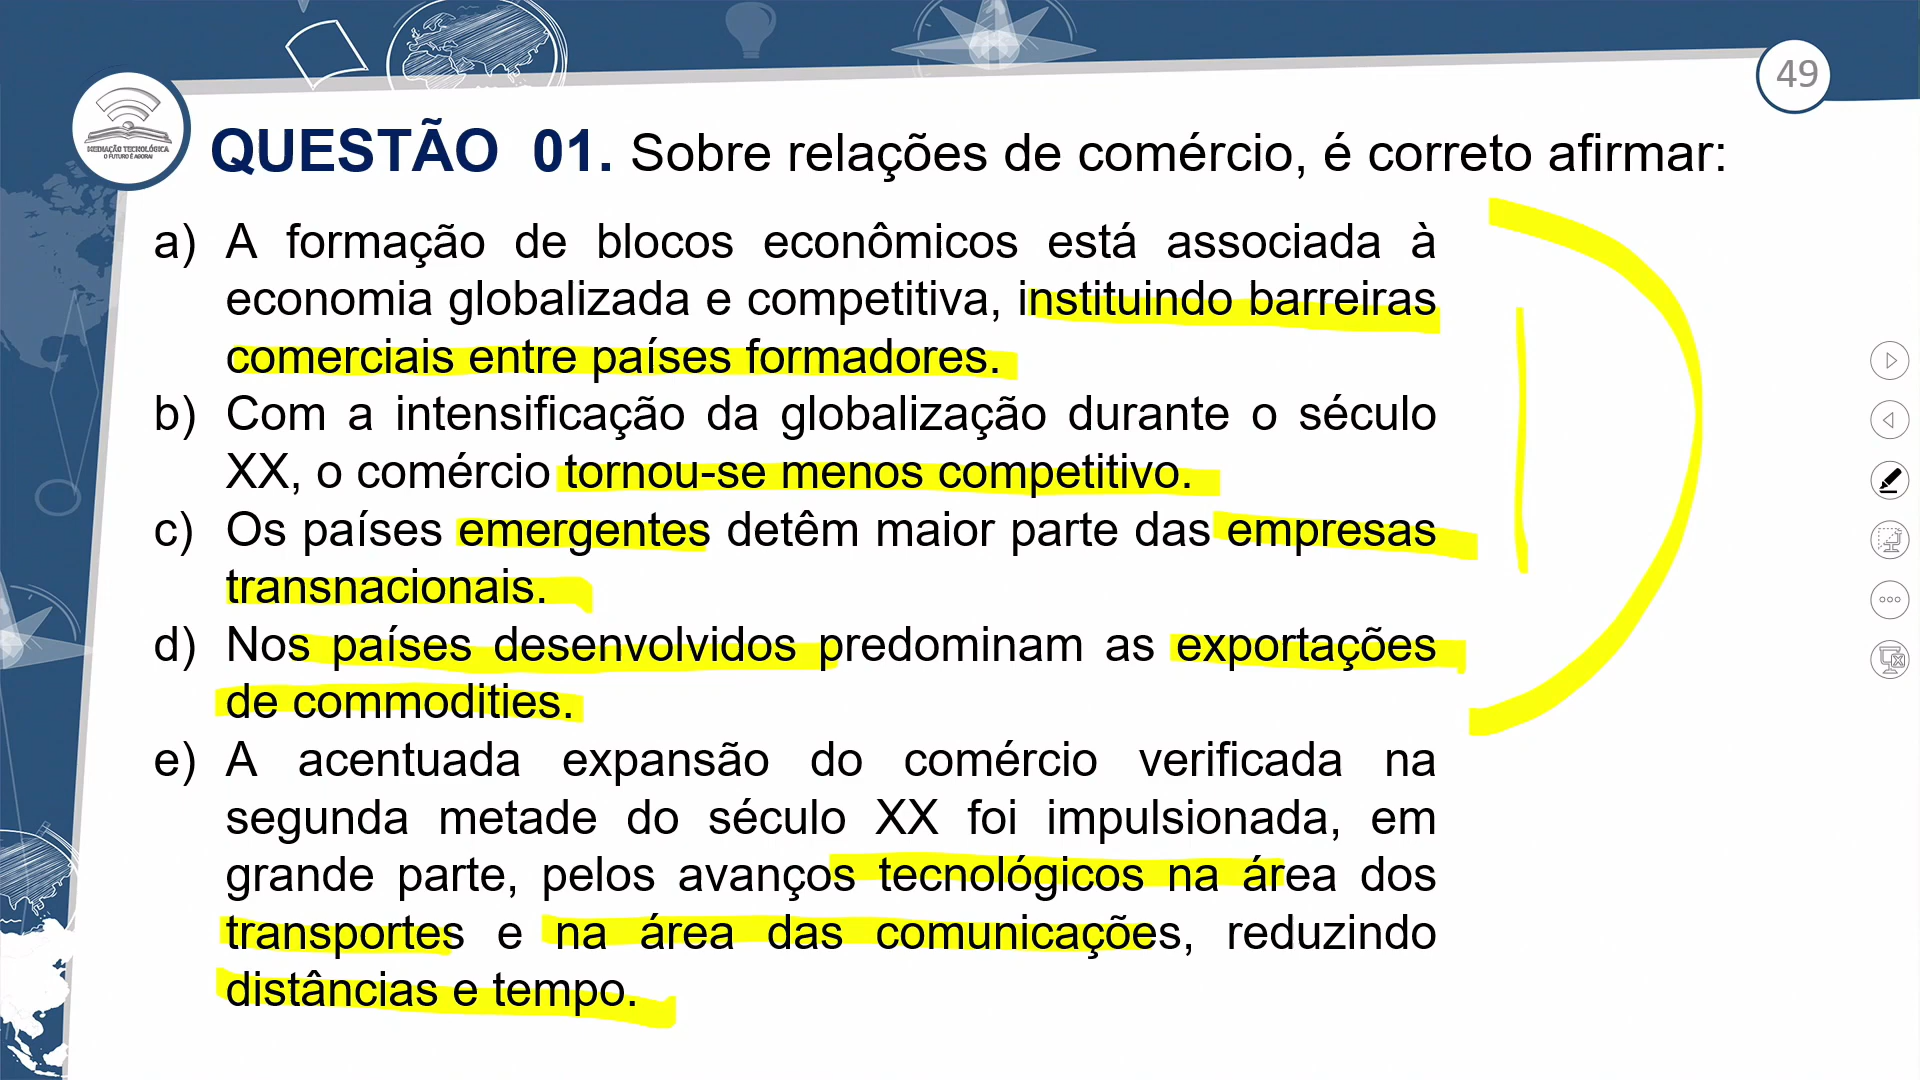 49
MEDIAÇÃO TECNOLÓGICA
O FUTURO É AGORA!
QUESTÃO 01. Sobre relações de comércio, é correto afirmar:
a) A formação de blocos econômicos está associada à
economia globalizada e competitiva, instituindo barreiras
comerciais entre países formadores.
b) Com a intensificação da globalização durante o século
XX, o comércio tornou-se menos competitivo.
c) Os países emergentes detêm maior parte das empresas
transnacionais.
d) Nos países desenvolvidos predominam as exportações
de commodities.
e) A acentuada expansão do comércio verificada na
segunda metade do século XX foi impulsionada, em
grande parte, pelos avanços tecnológicos na área dos
transportes e na área das comunicações, reduzindo
distâncias e tempo.